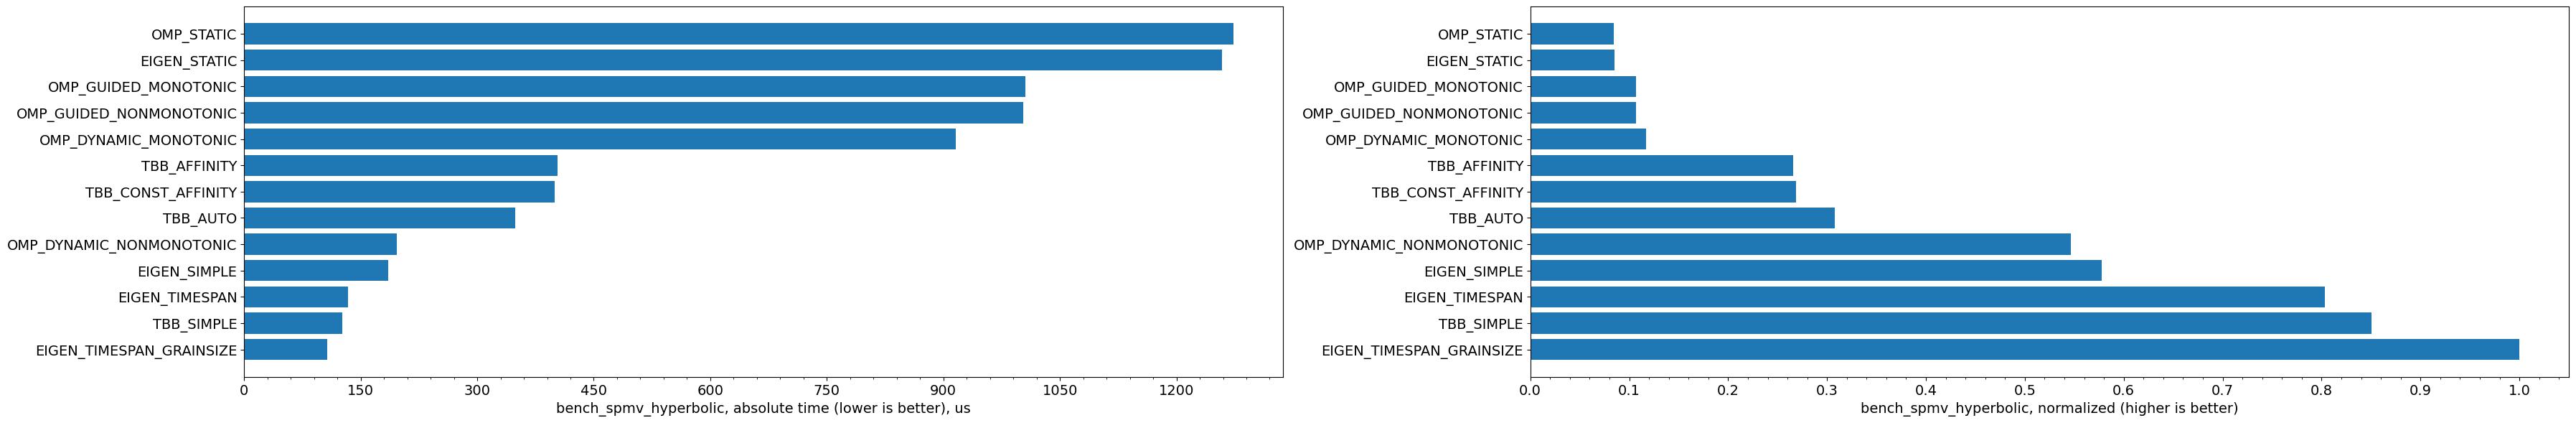 OMP_STATIC
EIGEN_STATIC
OMP_GUIDED_MONOTONIC
OMP_GUIDED_NONMONOTONIC
OMP_DYNAMIC_MONOTONIC
TBB_AFFINITY
TBB_CONST_AFFINITY
TBB_AUTO
OMP_DYNAMIC_NONMONOTONIC
EIGEN_SIMPLE
EIGEN_TIMESPAN
TBB_SIMPLE
EIGEN_TIMESPAN_GRAINSIZE
0 150 300 450 600 750 900 1050 1200
bench_spmv_hyperbolic, absolute time (lower is better), us
OMP_STATIC
EIGEN_STATIC
OMP_GUIDED_MONOTONIC
OMP_GUIDED_NONMONOTONIC
OMP_DYNAMIC_MONOTONIC
TBB_AFFINITY
TBB_CONST_AFFINITY
TBB_AUTO
OMP_DYNAMIC_NONMONOTONIC
EIGEN_SIMPLE
EIGEN_TIMESPAN
TBB_SIMPLE
EIGEN_TIMESPAN_GRAINSIZE
0.0 0.1 0.2 0.3 0.4 0.5 0.6 0.7 0.8 0.9 1.0
bench_spmv_hyperbolic, normalized (higher is better)